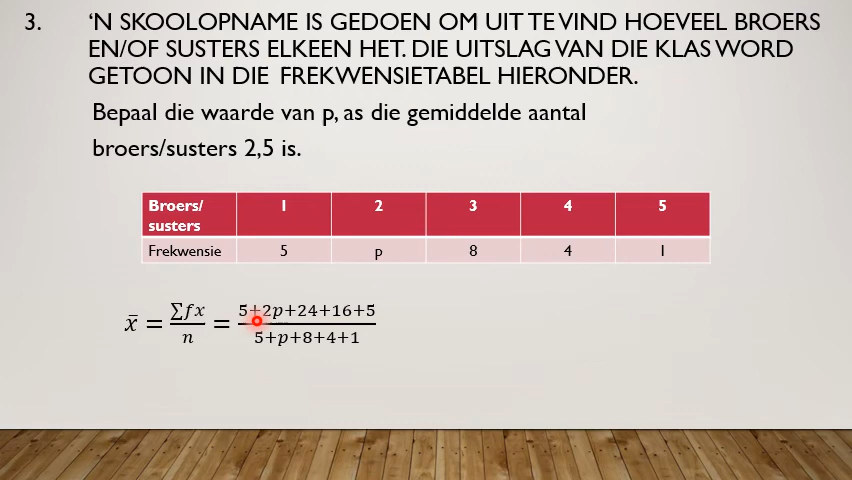 3. ‘N SKOOLOPNAME IS GEDOEN OM UIT TE VIND HOEVEEL BROERS
EN/OF SUSTERS ELKEEN HET. DIE UITSLAG VAN DIE KLAS WORD
GETOON IN DIE FREKWENSIETABEL HIERONDER.
Bepaal die waarde van p, as die gemiddelde aantal
broers/susters 2,5 is.
Broers/ susters 1 2 3 4 5
Frekwensie 5 p 8 4 1
x̄ = ∑fx/n = (5+2p+24+16+5)/(5+p+8+4+1)